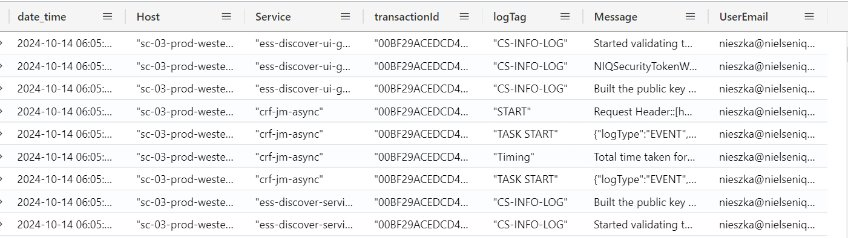 date_time Host Service transactionId logTag Message UserEmail
2024-10-14 06:05:... "sc-03-prod-weste... "ess-discover-ui-g... "00BF29ACEDCD4... "CS-INFO-LOG" Started validating t... nieszka@nielseniq...
2024-10-14 06:05:... "sc-03-prod-weste... "ess-discover-ui-g... "00BF29ACEDCD4... "CS-INFO-LOG" NIQSecurityTokenW... nieszka@nielseniq...
2024-10-14 06:05:... "sc-03-prod-weste... "ess-discover-ui-g... "00BF29ACEDCD4... "CS-INFO-LOG" Built the public key ... nieszka@nielseniq...
2024-10-14 06:05:... "sc-03-prod-weste... "crf-jm-async" "00BF29ACEDCD4... "START" Request Header::[h... nieszka@nielseniq...
2024-10-14 06:05:... "sc-03-prod-weste... "crf-jm-async" "00BF29ACEDCD4... "TASK START" {"logType":"EVENT",... nieszka@nielseniq...
2024-10-14 06:05:... "sc-03-prod-weste... "crf-jm-async" "00BF29ACEDCD4... "Timing" Total time taken for... nieszka@nielseniq...
2024-10-14 06:05:... "sc-03-prod-weste... "crf-jm-async" "00BF29ACEDCD4... "TASK START" {"logType":"EVENT",... nieszka@nielseniq...
2024-10-14 06:05:... "sc-03-prod-weste... "ess-discover-servi... "00BF29ACEDCD4... "CS-INFO-LOG" Built the public key ... nieszka@nielseniq...
2024-10-14 06:05:... "sc-03-prod-weste... "ess-discover-servi... "00BF29ACEDCD4... "CS-INFO-LOG" Started validating t... nieszka@nielseniq...